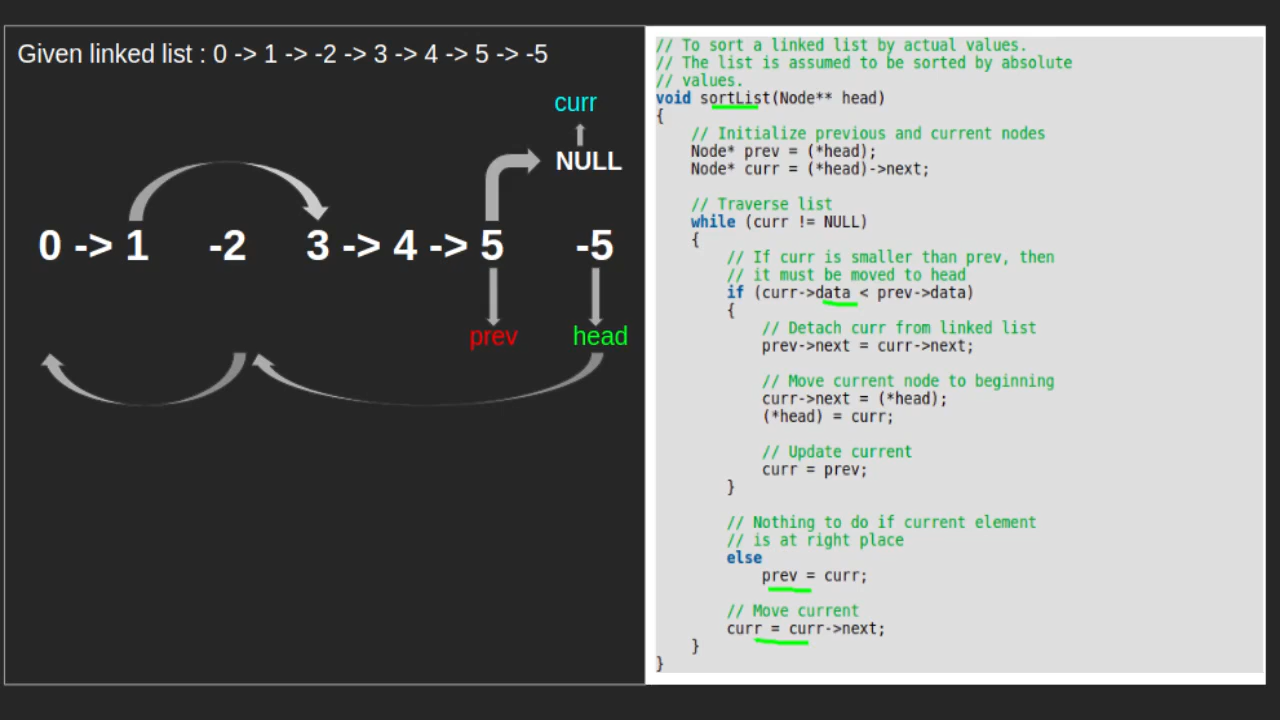 Given linked list : 0 -> 1 -> -2 -> 3 -> 4 -> 5 -> -5
curr
NULL
0 -> 1 -2 3 -> 4 -> 5 -5
prev head
// To sort a linked list by actual values.
// The list is assumed to be sorted by absolute
// values.
void sortList(Node** head)
{
// Initialize previous and current nodes
Node* prev = (*head);
Node* curr = (*head)->next;
// Traverse list
while (curr != NULL)
{
// If curr is smaller than prev, then
// it must be moved to head
if (curr->data < prev->data)
{
// Detach curr from linked list
prev->next = curr->next;
// Move current node to beginning
curr->next = (*head);
(*head) = curr;
// Update current
curr = prev;
}
// Nothing to do if current element
// is at right place
else
prev = curr;
// Move current
curr = curr->next;
}
}